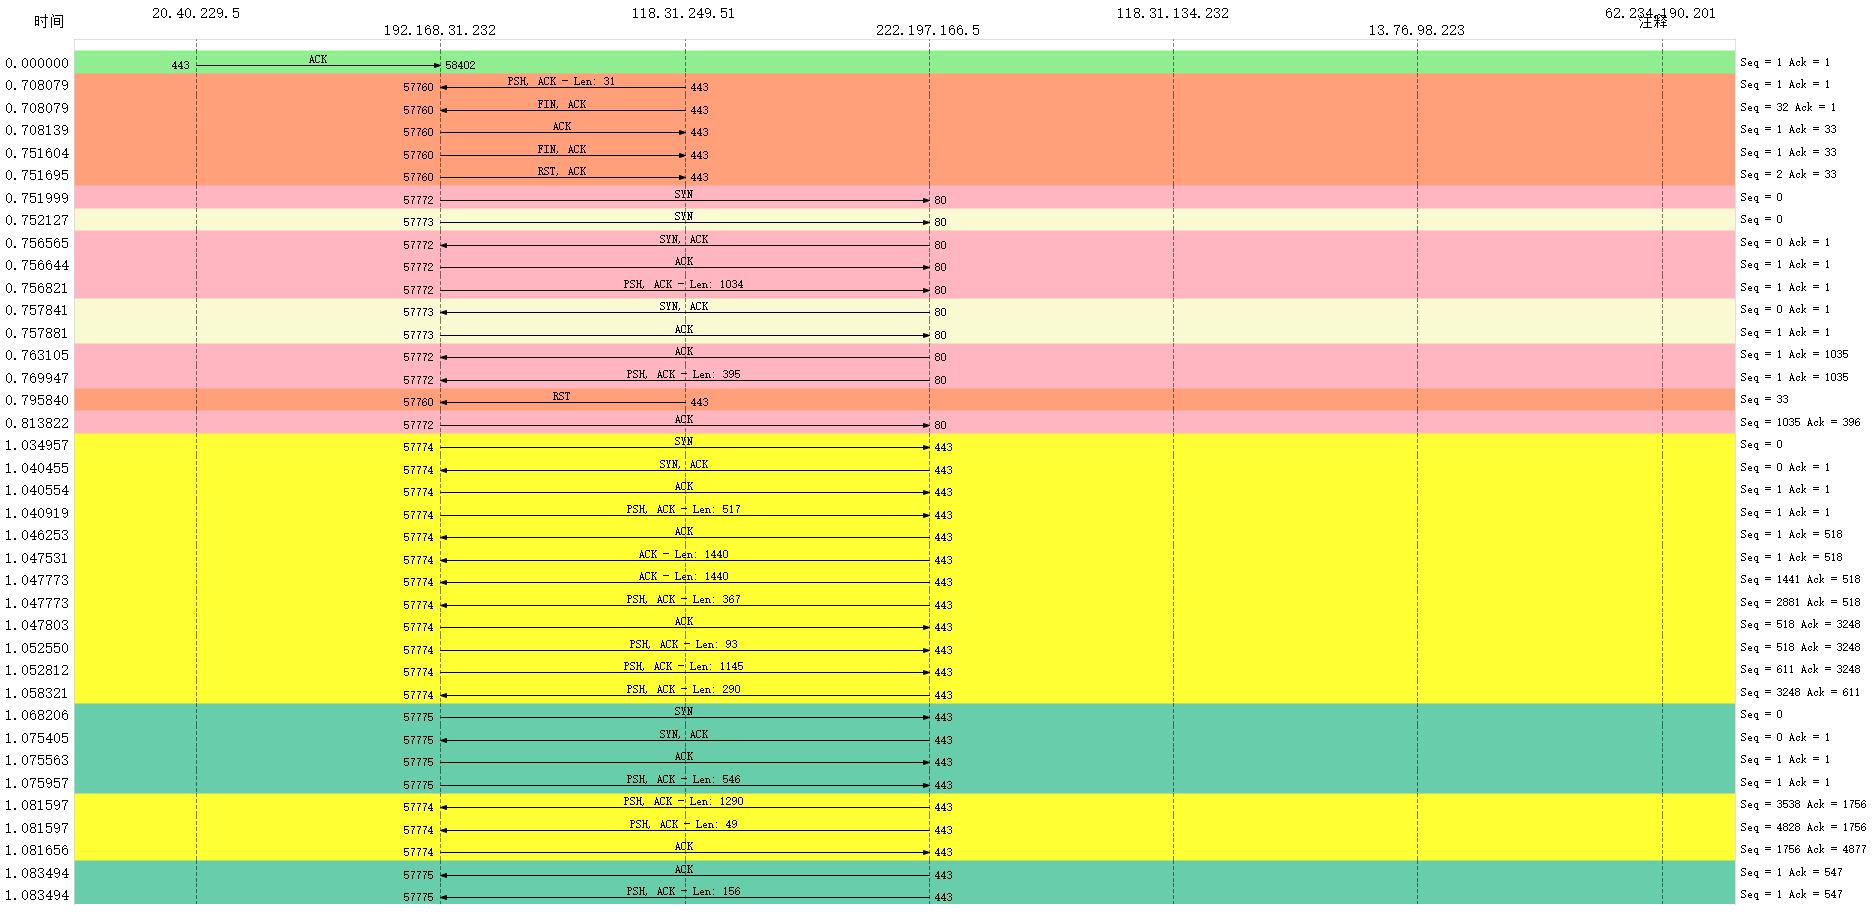 时间 20.40.229.5 192.168.31.232 118.31.249.51 222.197.166.5 118.31.134.232 13.76.98.223 62.234.190.201 注释
0.000000 443 ACK 58402 Seq = 1 Ack = 1
0.708079 57760 PSH, ACK - Len: 31 443 Seq = 1 Ack = 1
0.708079 57760 FIN, ACK 443 Seq = 32 Ack = 1
0.708139 57760 ACK 443 Seq = 1 Ack = 33
0.751604 57760 FIN, ACK 443 Seq = 1 Ack = 33
0.751695 57760 RST, ACK 443 Seq = 2 Ack = 33
0.751999 57772 SYN 80 Seq = 0
0.752127 57773 SYN 80 Seq = 0
0.756565 57772 SYN, ACK 80 Seq = 0 Ack = 1
0.756644 57772 ACK 80 Seq = 1 Ack = 1
0.756821 57772 PSH, ACK - Len: 1034 80 Seq = 1 Ack = 1
0.757841 57773 SYN, ACK 80 Seq = 0 Ack = 1
0.757881 57773 ACK 80 Seq = 1 Ack = 1
0.763105 57772 ACK 80 Seq = 1 Ack = 1035
0.769947 57772 PSH, ACK - Len: 395 80 Seq = 1 Ack = 1035
0.795840 57760 RST 443 Seq = 33
0.813822 57772 ACK 80 Seq = 1035 Ack = 396
1.034957 57774 SYN 443 Seq = 0
1.040455 57774 SYN, ACK 443 Seq = 0 Ack = 1
1.040554 57774 ACK 443 Seq = 1 Ack = 1
1.040919 57774 PSH, ACK - Len: 517 443 Seq = 1 Ack = 1
1.046253 57774 ACK 443 Seq = 1 Ack = 518
1.047531 57774 ACK - Len: 1440 443 Seq = 1 Ack = 518
1.047773 57774 ACK - Len: 1440 443 Seq = 1441 Ack = 518
1.047773 57774 PSH, ACK - Len: 367 443 Seq = 2881 Ack = 518
1.047803 57774 ACK 443 Seq = 518 Ack = 3248
1.052550 57774 PSH, ACK - Len: 93 443 Seq = 518 Ack = 3248
1.052812 57774 PSH, ACK - Len: 1145 443 Seq = 611 Ack = 3248
1.058321 57774 PSH, ACK - Len: 290 443 Seq = 3248 Ack = 611
1.068206 57775 SYN 443 Seq = 0
1.075405 57775 SYN, ACK 443 Seq = 0 Ack = 1
1.075563 57775 ACK 443 Seq = 1 Ack = 1
1.075957 57775 PSH, ACK - Len: 546 443 Seq = 1 Ack = 1
1.081597 57774 PSH, ACK - Len: 1290 443 Seq = 3538 Ack = 1756
1.081597 57774 PSH, ACK - Len: 49 443 Seq = 4828 Ack = 1756
1.081656 57774 ACK 443 Seq = 1756 Ack = 4877
1.083494 57775 ACK 443 Seq = 1 Ack = 547
1.083494 57775 PSH, ACK - Len: 156 443 Seq = 1 Ack = 547